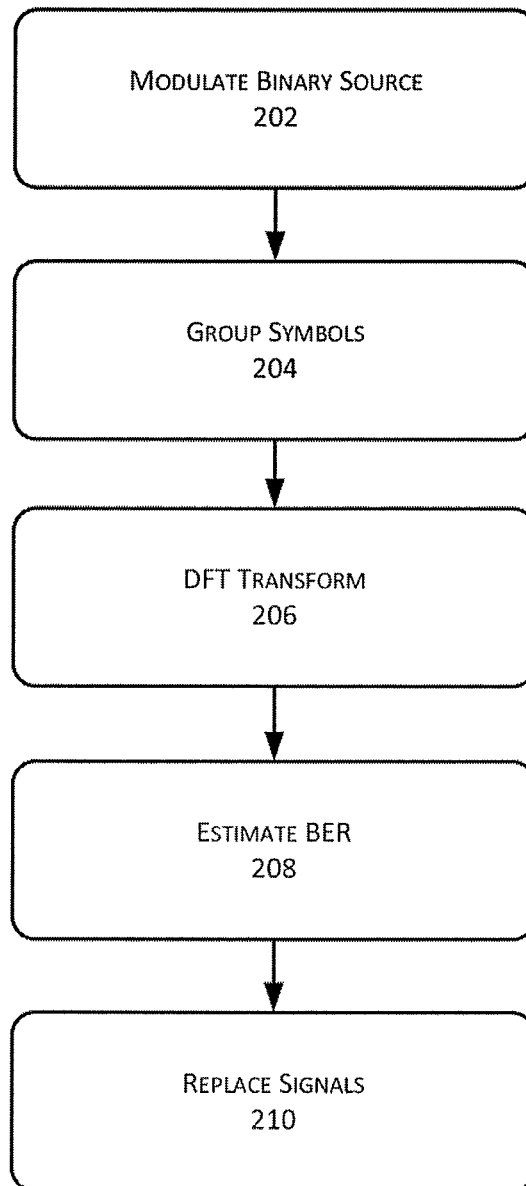 MODULATE BINARY SOURCE
202
GROUP SYMBOLS
204
DFT TRANSFORM
206
ESTIMATE BER
208
REPLACE SIGNALS
210